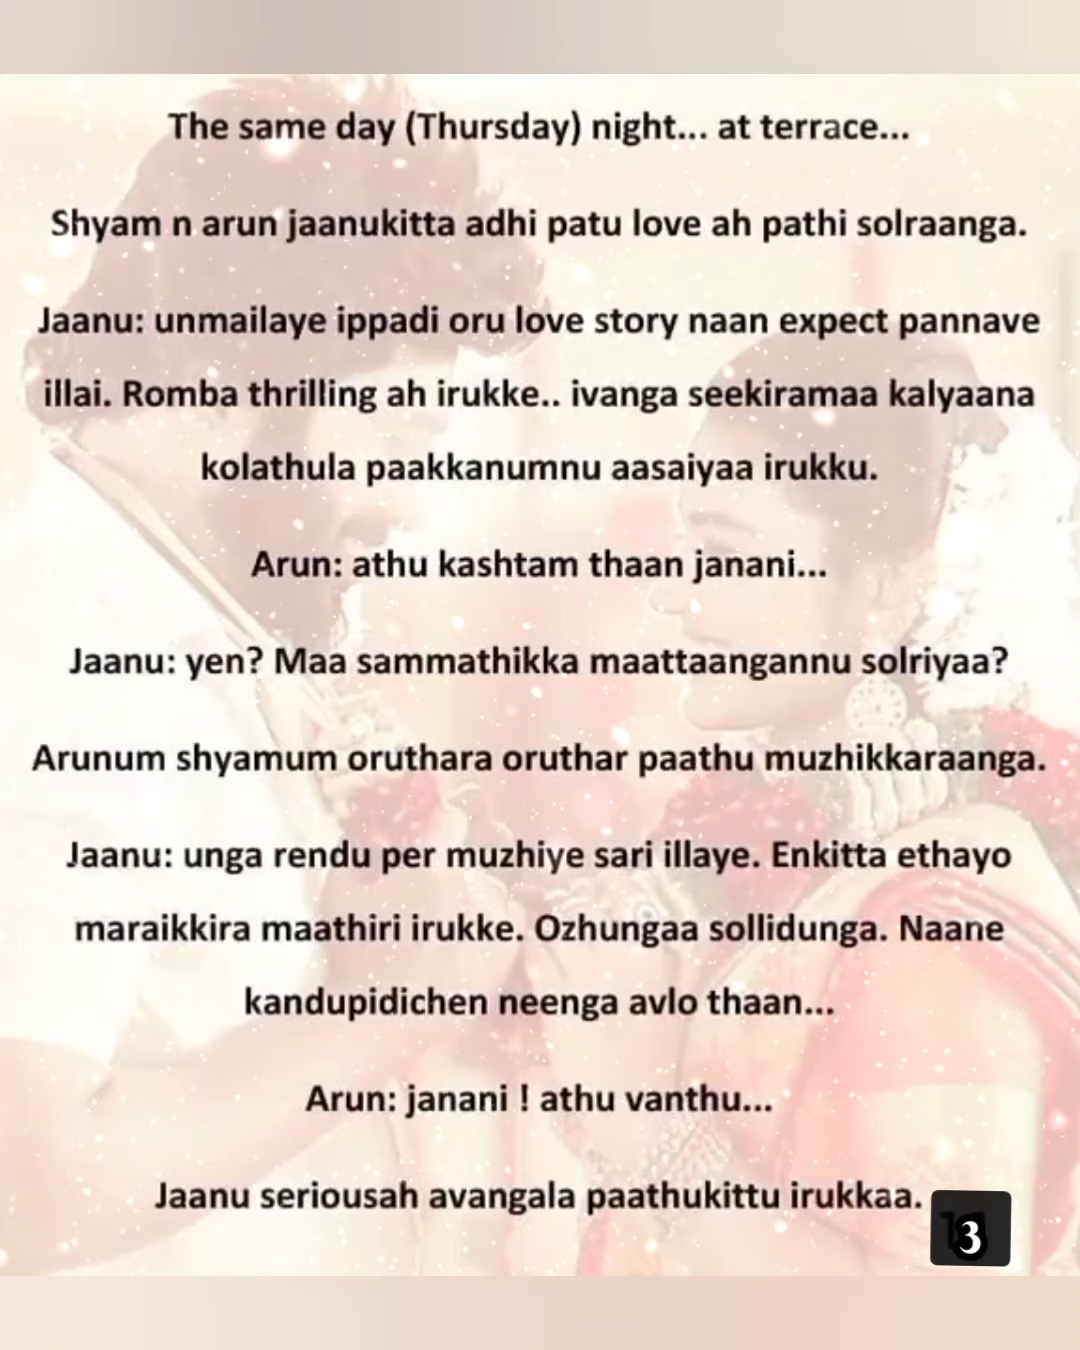 The same day (Thursday) night... at terrace...
Shyam n arun jaanukitta adhi patu love ah pathi solraanga.
Jaanu: unmailaye ippadi oru love story naan expect pannave
illai. Romba thrilling ah irukke.. ivanga seekiramaa kalyaana
kolathula paakkanumnu aasaiyaa irukku.
Arun: athu kashtam thaan janani...
Jaanu: yen? Maa sammathikka maattaangannu solriyaa?
Arunum shyamum oruthara oruthar paathu muzhikkaraanga.
Jaanu: unga rendu per muzhiye sari illaye. Enkitta ethayo
maraikkira maathiri irukke. Ozhungaa sollidunga. Naane
kandupidichen neenga avlo thaan...
Arun: janani ! athu vanthu...
Jaanu seriousah avangala paathukittu irukkaa.
3